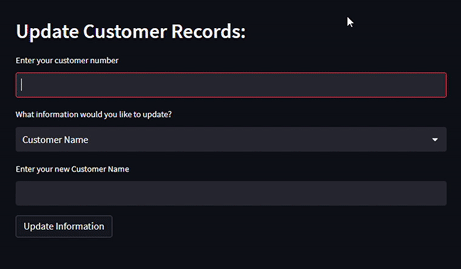 Update Customer Records:
Enter your customer number
What information would you like to update?
Customer Name
Enter your new Customer Name
Update Information